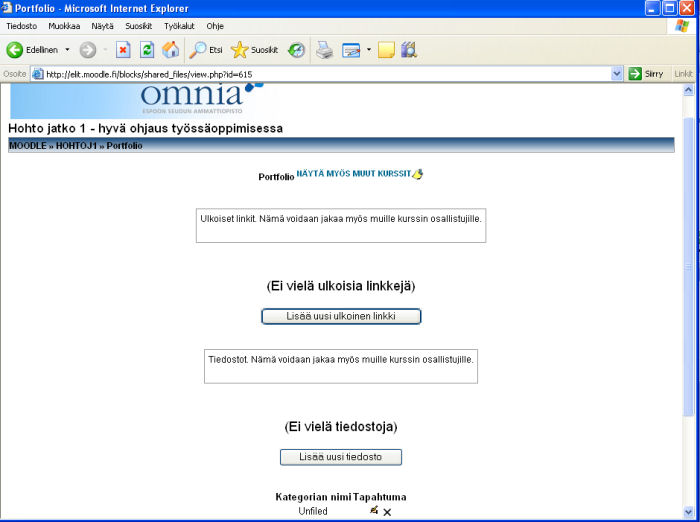 Portfolio - Microsoft Internet Explorer
Tiedosto Muokkaa Näytä Suosikit Työkalut Ohje
Edellinen Etsi Suosikit
Osoite http://elit.moodle.fi/blocks/shared_files/view.php?id=615 Siirry Linkit
omnia
ESPOON SEUDUN AMMATTIOPISTO
Hohto jatko 1 - hyvä ohjaus työssäoppimisessa
MOODLE » HOHTOJ1 » Portfolio
Portfolio NÄYTÄ MYÖS MUUT KURSSIT
Ulkoiset linkit. Nämä voidaan jakaa myös muille kurssin osallistujille.
(Ei vielä ulkoisia linkkejä)
Lisää uusi ulkoinen linkki
Tiedostot. Nämä voidaan jakaa myös muille kurssin osallistujille.
(Ei vielä tiedostoja)
Lisää uusi tiedosto
Kategorian nimi Tapahtuma
Unfiled